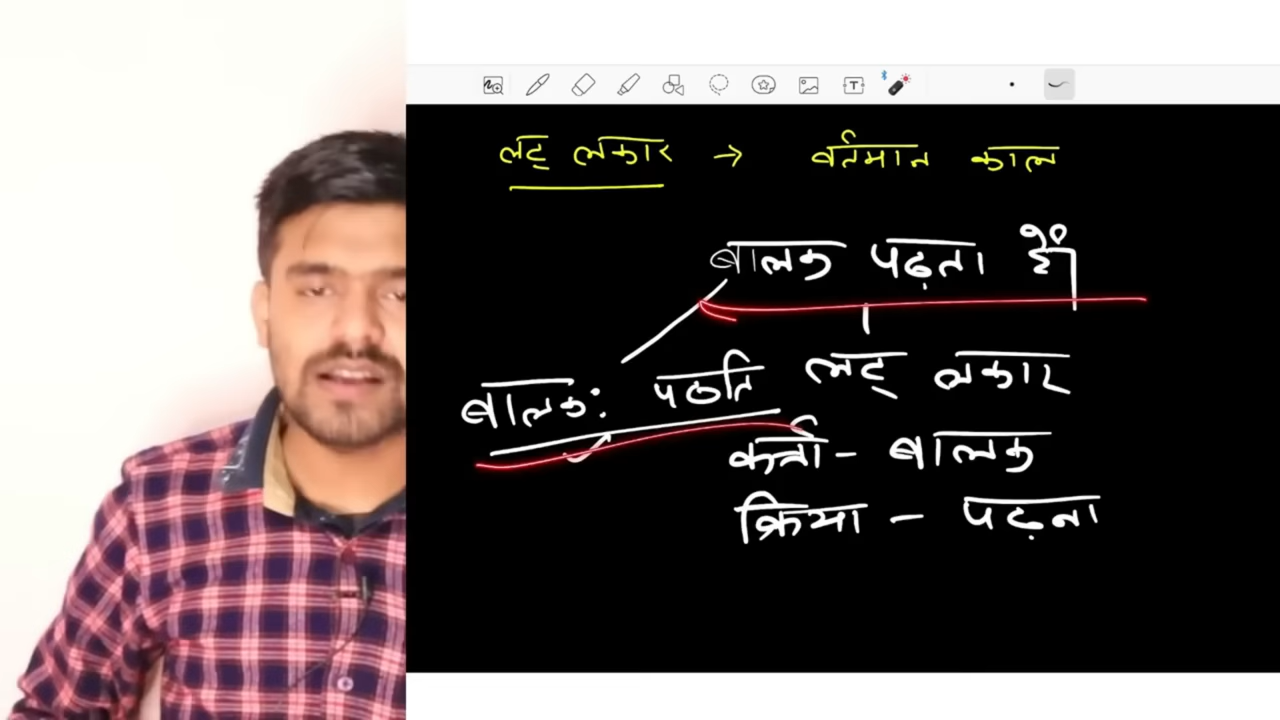 लट् लकार → वर्तमान काल
बालक पढ़ता है
बालकः पठति
लट् लकार
कर्ता - बालक
क्रिया - पढ़ना